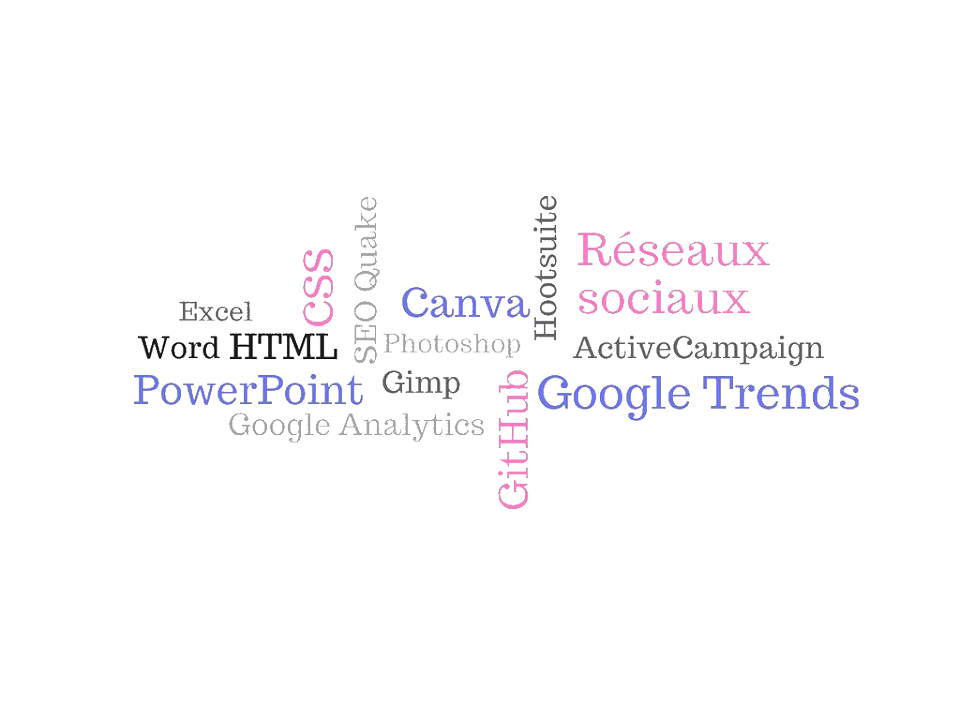 CSS
SEO Quake
Hootsuite
Réseaux
sociaux
Canva
Excel
Word
HTML
Photoshop
ActiveCampaign
PowerPoint
Gimp
Google Trends
Google Analytics
GitHub